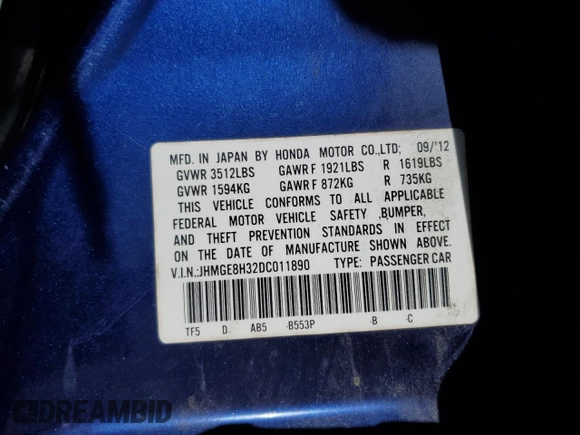 MFD. IN JAPAN BY HONDA MOTOR CO.,LTD; 09/'12
GVWR 3512LBS GAWR F 1921LBS R 1619LBS
GVWR 1594KG GAWR F 872KG R 735KG
THIS VEHICLE CONFORMS TO ALL APPLICABLE
FEDERAL MOTOR VEHICLE SAFETY ,BUMPER,
AND THEFT PREVENTION STANDARDS IN EFFECT
ON THE DATE OF MANUFACTURE SHOWN ABOVE.
V.I.N.:JHMGE8H32DC011890 TYPE: PASSENGER CAR
TF5 D. AB5 -B553P -B -C
DREAMBID